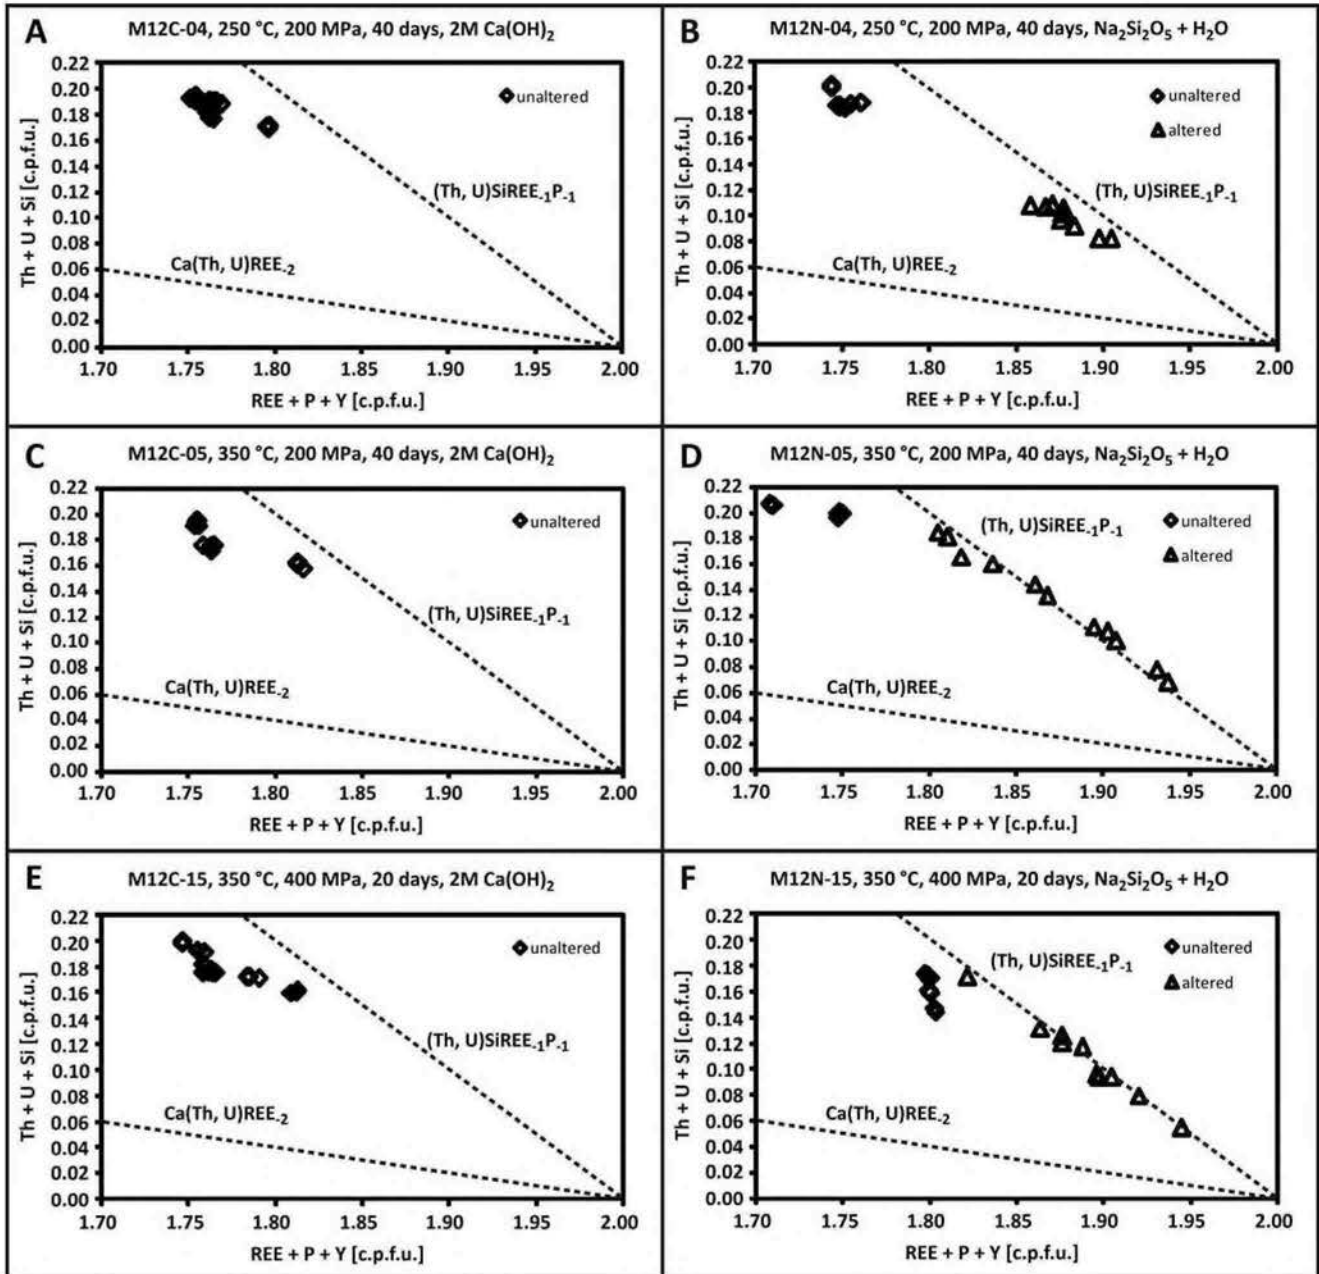 A
M12C-04, 250 °C, 200 MPa, 40 days, 2M Ca(OH)₂
Th + U + Si [c.p.f.u.]
0.22
0.20
0.18
0.16
0.14
0.12
0.10
0.08
0.06
0.04
0.02
0.00
unaltered
(Th, U)SiREE₋₁P₋₁
Ca(Th, U)REE₋₂
1.70 1.75 1.80 1.85 1.90 1.95 2.00
REE + P + Y [c.p.f.u.]
B
M12N-04, 250 °C, 200 MPa, 40 days, Na₂Si₂O₅ + H₂O
Th + U + Si [c.p.f.u.]
0.22
0.20
0.18
0.16
0.14
0.12
0.10
0.08
0.06
0.04
0.02
0.00
unaltered
altered
(Th, U)SiREE₋₁P₋₁
Ca(Th, U)REE₋₂
1.70 1.75 1.80 1.85 1.90 1.95 2.00
REE + P + Y [c.p.f.u.]
C
M12C-05, 350 °C, 200 MPa, 40 days, 2M Ca(OH)₂
Th + U + Si [c.p.f.u.]
0.22
0.20
0.18
0.16
0.14
0.12
0.10
0.08
0.06
0.04
0.02
0.00
unaltered
(Th, U)SiREE₋₁P₋₁
Ca(Th, U)REE₋₂
1.70 1.75 1.80 1.85 1.90 1.95 2.00
REE + P + Y [c.p.f.u.]
D
M12N-05, 350 °C, 200 MPa, 40 days, Na₂Si₂O₅ + H₂O
Th + U + Si [c.p.f.u.]
0.22
0.20
0.18
0.16
0.14
0.12
0.10
0.08
0.06
0.04
0.02
0.00
(Th, U)SiREE₋₁P₋₁
unaltered
altered
Ca(Th, U)REE₋₂
1.70 1.75 1.80 1.85 1.90 1.95 2.00
REE + P + Y [c.p.f.u.]
E
M12C-15, 350 °C, 400 MPa, 20 days, 2M Ca(OH)₂
Th + U + Si [c.p.f.u.]
0.22
0.20
0.18
0.16
0.14
0.12
0.10
0.08
0.06
0.04
0.02
0.00
unaltered
(Th, U)SiREE₋₁P₋₁
Ca(Th, U)REE₋₂
1.70 1.75 1.80 1.85 1.90 1.95 2.00
REE + P + Y [c.p.f.u.]
F
M12N-15, 350 °C, 400 MPa, 20 days, Na₂Si₂O₅ + H₂O
Th + U + Si [c.p.f.u.]
0.22
0.20
0.18
0.16
0.14
0.12
0.10
0.08
0.06
0.04
0.02
0.00
unaltered
(Th, U)SiREE₋₁P₋₁
altered
Ca(Th, U)REE₋₂
1.70 1.75 1.80 1.85 1.90 1.95 2.00
REE + P + Y [c.p.f.u.]